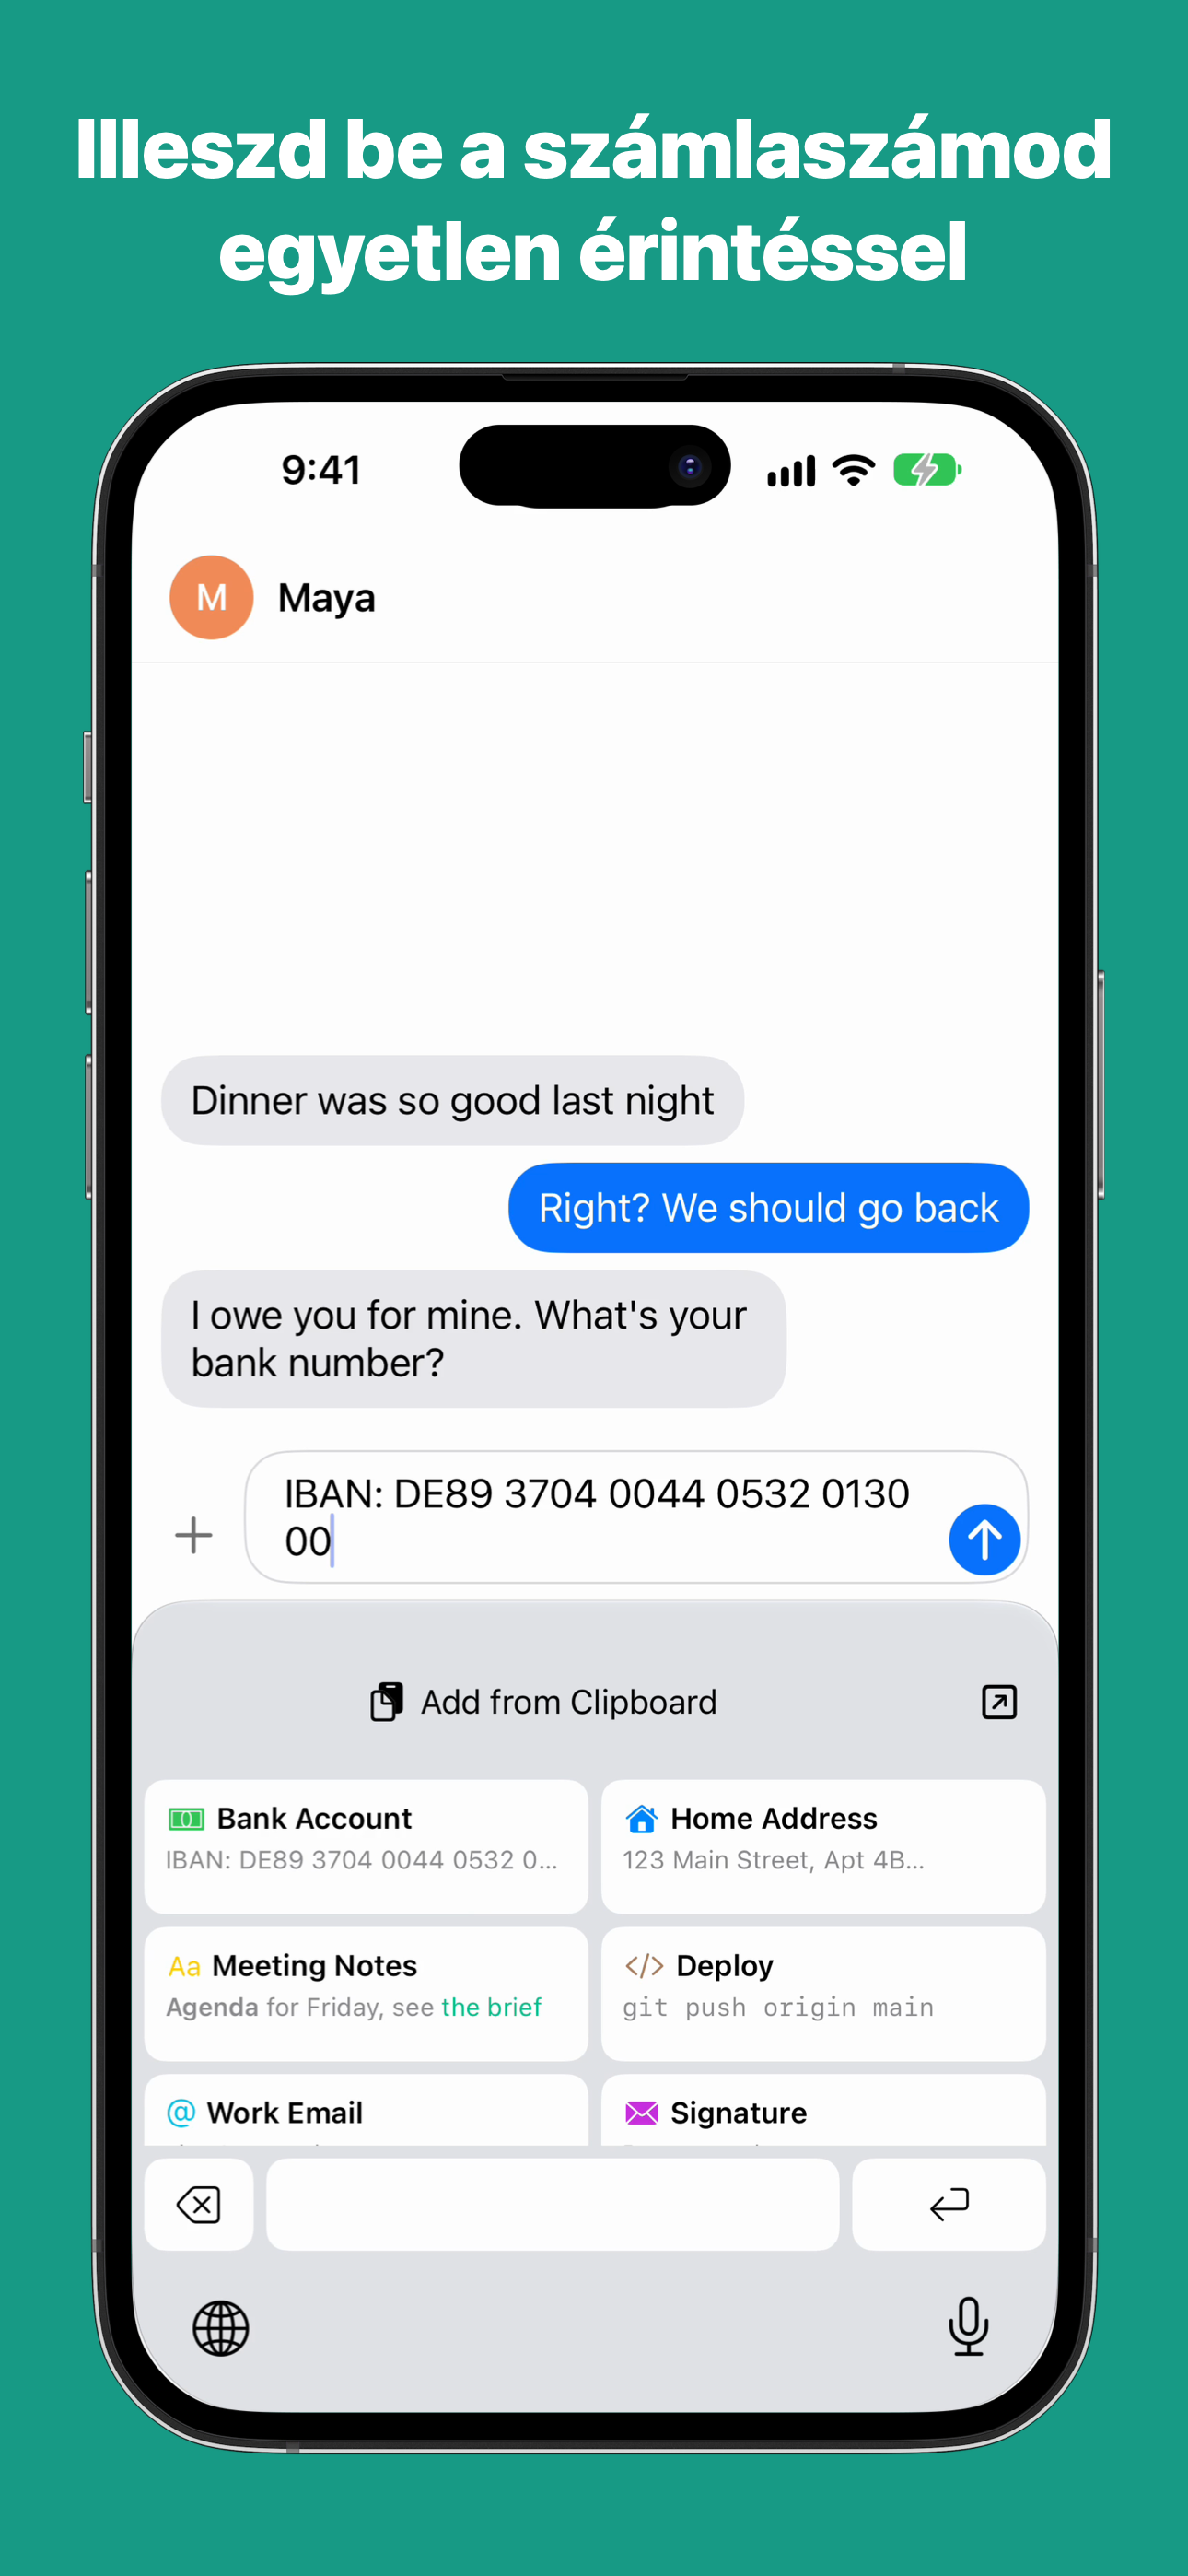 Illeszd be a számlaszámod
egyetlen érintéssel
9:41
M
Maya
Dinner was so good last night
Right? We should go back
I owe you for mine. What's your
bank number?
IBAN: DE89 3704 0044 0532 0130
00
Add from Clipboard
Bank Account
IBAN: DE89 3704 0044 0532 0...
Home Address
123 Main Street, Apt 4B...
Aa Meeting Notes
Agenda for Friday, see the brief
</> Deploy
git push origin main
@ Work Email
Signature